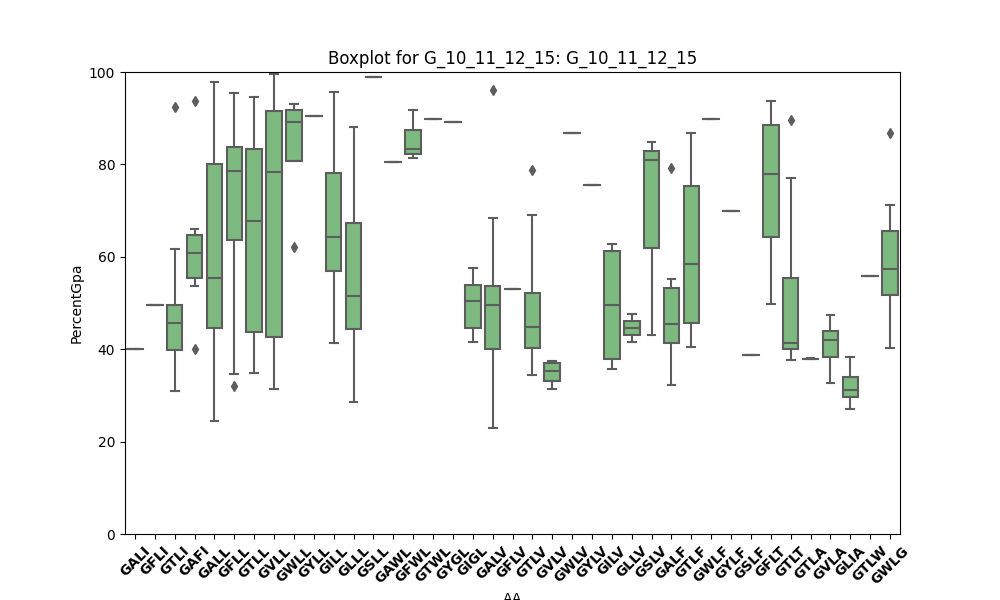 Boxplot for G_10_11_12_15: G_10_11_12_15
100
80
60
40
20
0
PercentGpa
GALI GFLI GTLI GAFI GALL GFLL GTLL GVLL GWLL GYLL GILL GLLL GSLL GAWL GFWL GTWL GYGL GIGL GALV GFLV GTLV GVLV GWLV GYLV GILV GLLV GSLV GALF GTLF GWLF GYLF GSLF GFLT GTLT GTLA GVLA GLIA GTLW GWLG
AA